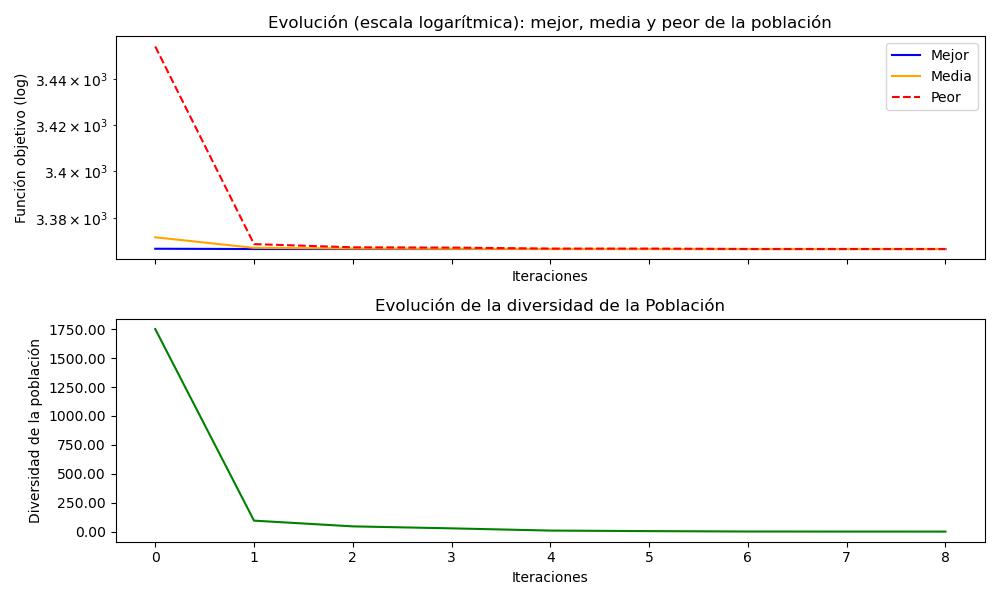 Evolución (escala logarítmica): mejor, media y peor de la población
Función objetivo (log)
3.44 × 10³
3.42 × 10³
3.4 × 10³
3.38 × 10³
Mejor
Media
Peor
Iteraciones
Evolución de la diversidad de la Población
Diversidad de la población
1750.00
1500.00
1250.00
1000.00
750.00
500.00
250.00
0.00
0 1 2 3 4 5 6 7 8
Iteraciones